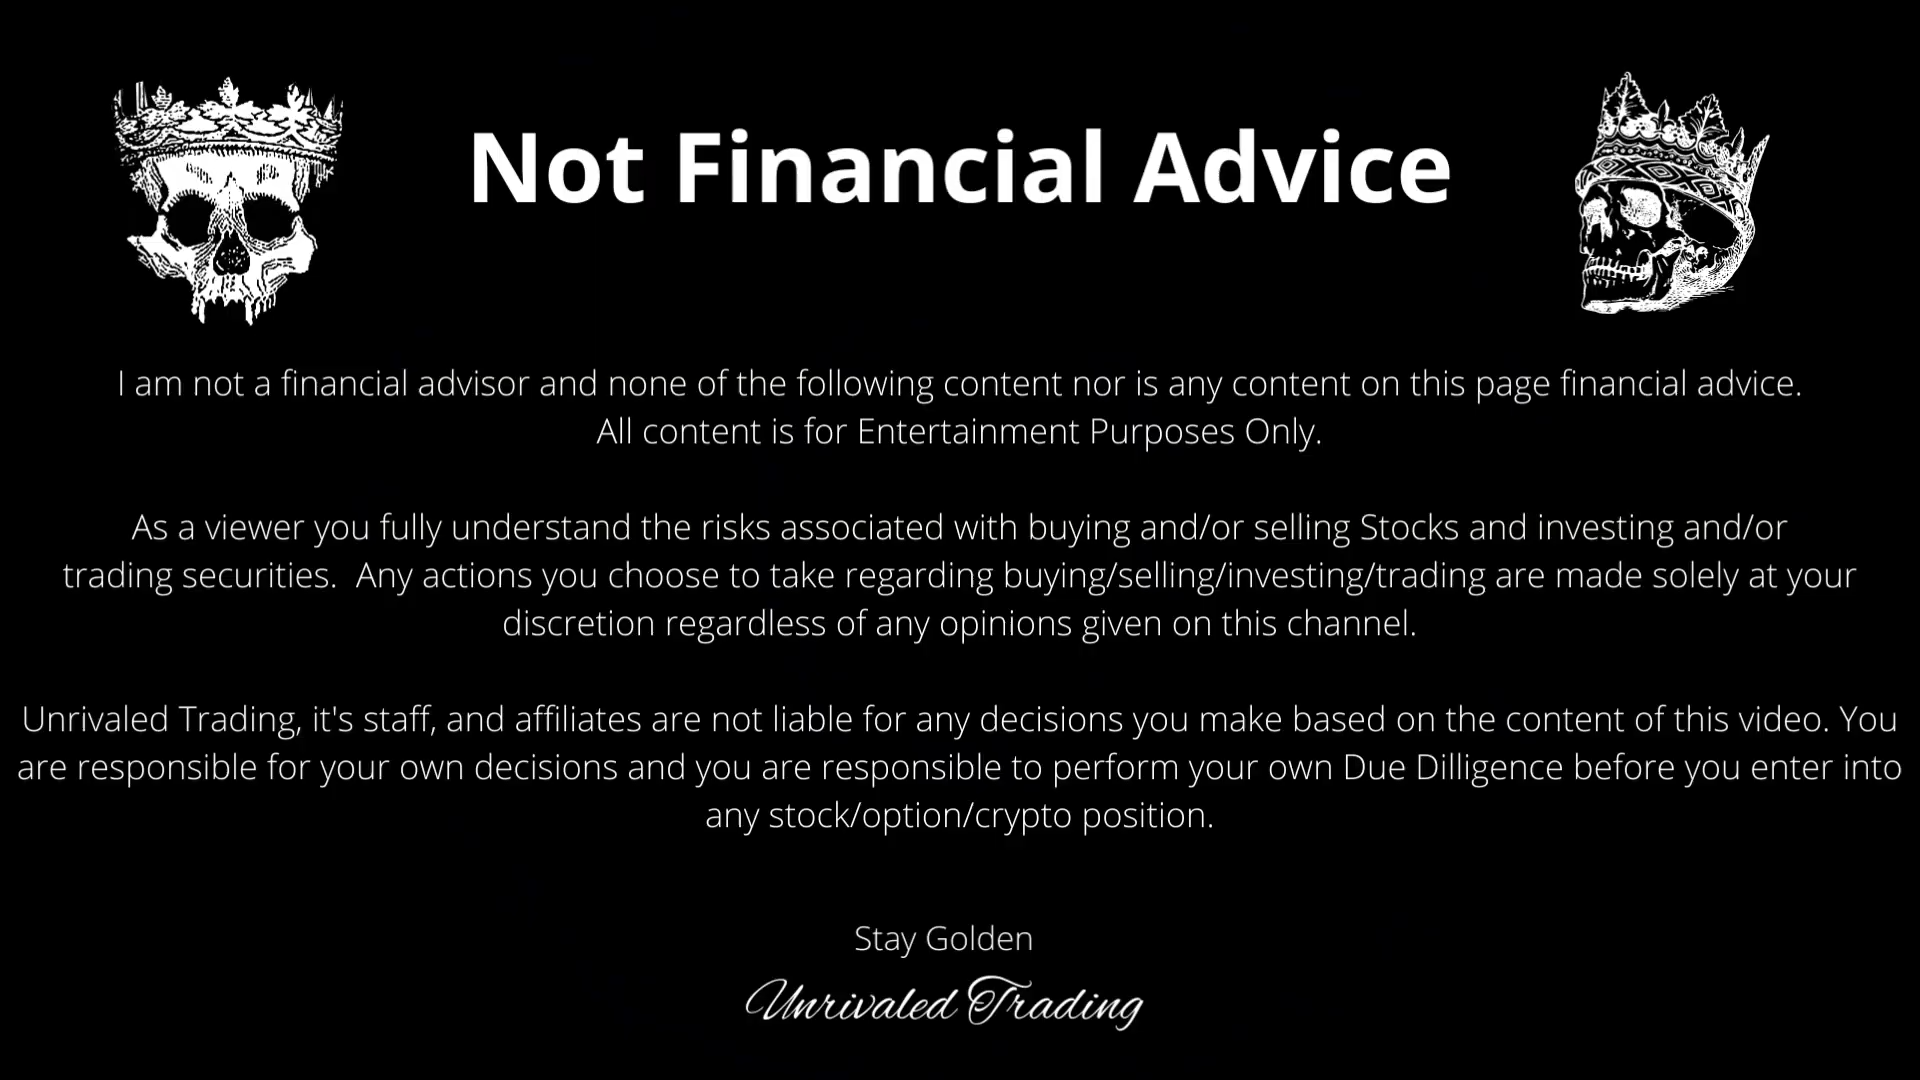 Not Financial Advice
I am not a financial advisor and none of the following content nor is any content on this page financial advice.
All content is for Entertainment Purposes Only.
As a viewer you fully understand the risks associated with buying and/or selling Stocks and investing and/or
trading securities.  Any actions you choose to take regarding buying/selling/investing/trading are made solely at your
discretion regardless of any opinions given on this channel.
Unrivaled Trading, it's staff, and affiliates are not liable for any decisions you make based on the content of this video. You
are responsible for your own decisions and you are responsible to perform your own Due Dilligence before you enter into
any stock/option/crypto position.
Stay Golden
Unrivaled Trading